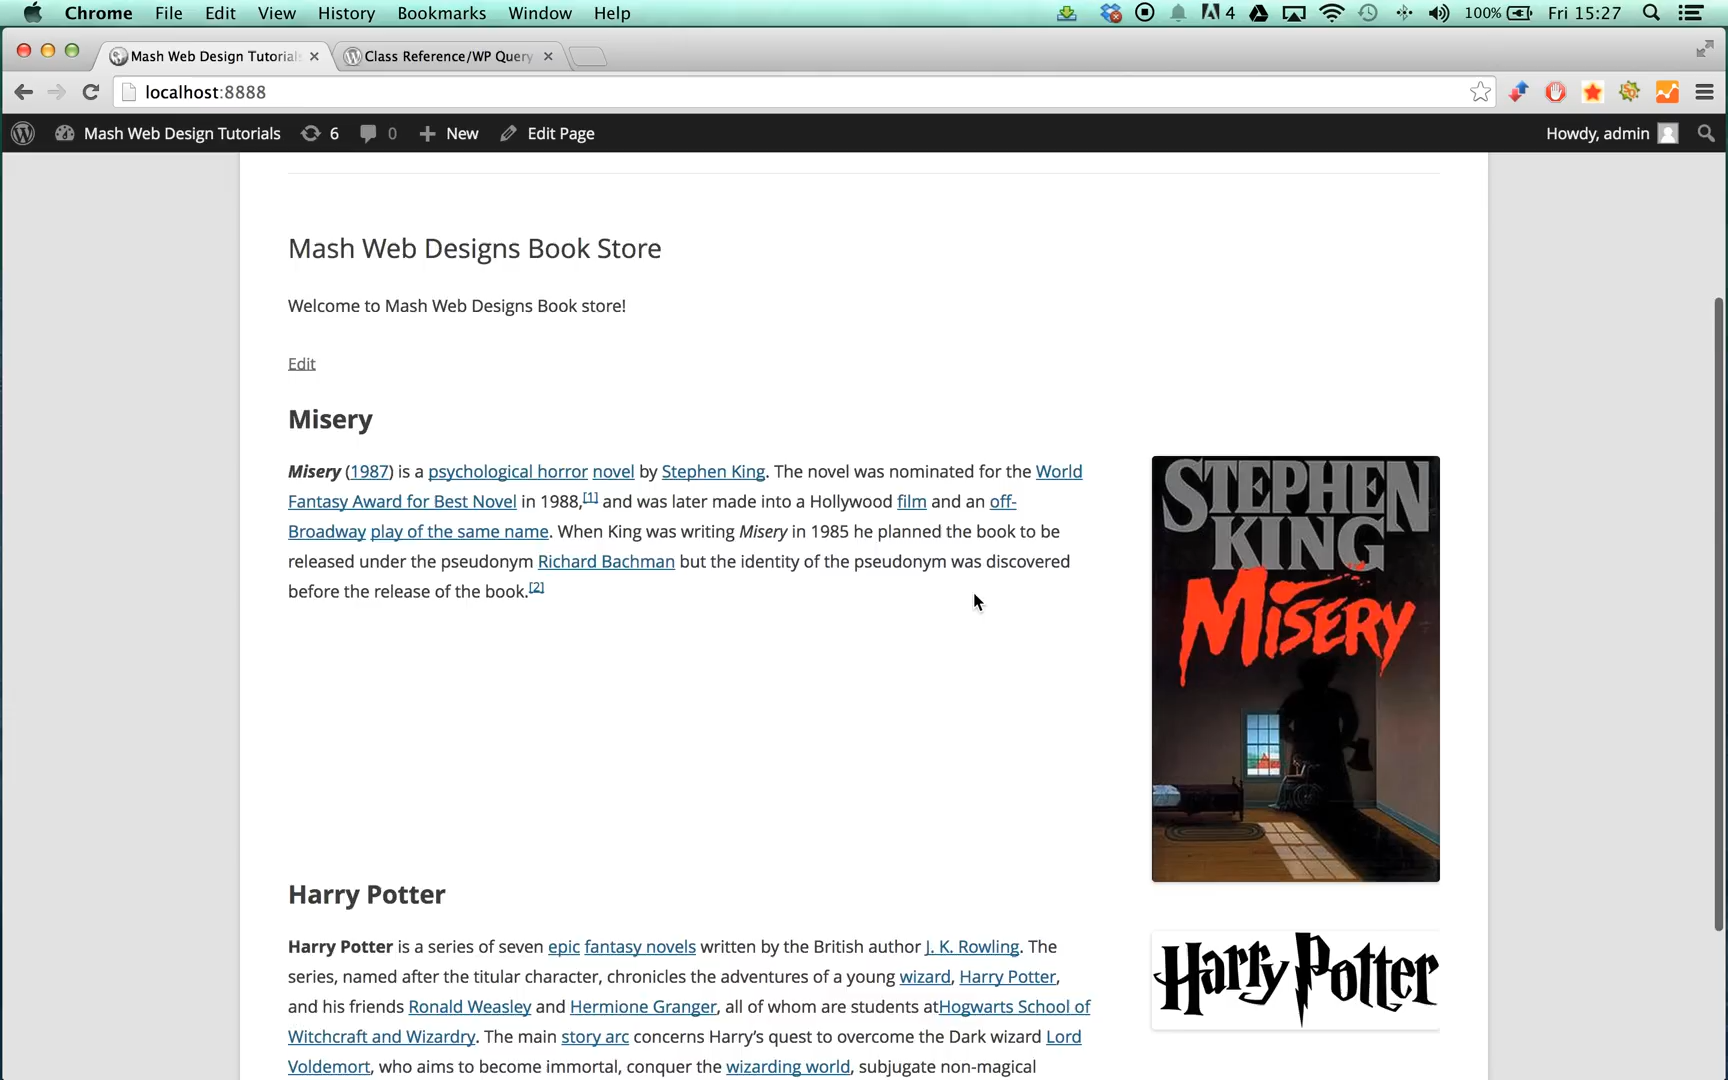 Chrome File Edit View History Bookmarks Window Help 4 100% Fri 15:27
Mash Web Design Tutorials Class Reference/WP Query
localhost:8888
Mash Web Design Tutorials 6 0 New Edit Page Howdy, admin
Mash Web Designs Book Store
Welcome to Mash Web Designs Book store!
Edit
Misery
Misery (1987) is a psychological horror novel by Stephen King. The novel was nominated for the World
Fantasy Award for Best Novel in 1988,[1] and was later made into a Hollywood film and an off-
Broadway play of the same name. When King was writing Misery in 1985 he planned the book to be
released under the pseudonym Richard Bachman but the identity of the pseudonym was discovered
before the release of the book.[2]
STEPHEN
KING
MISERY
Harry Potter
Harry Potter is a series of seven epic fantasy novels written by the British author J. K. Rowling. The
series, named after the titular character, chronicles the adventures of a young wizard, Harry Potter,
and his friends Ronald Weasley and Hermione Granger, all of whom are students atHogwarts School of
Witchcraft and Wizardry. The main story arc concerns Harry’s quest to overcome the Dark wizard Lord
Voldemort, who aims to become immortal, conquer the wizarding world, subjugate non-magical
Harry Potter